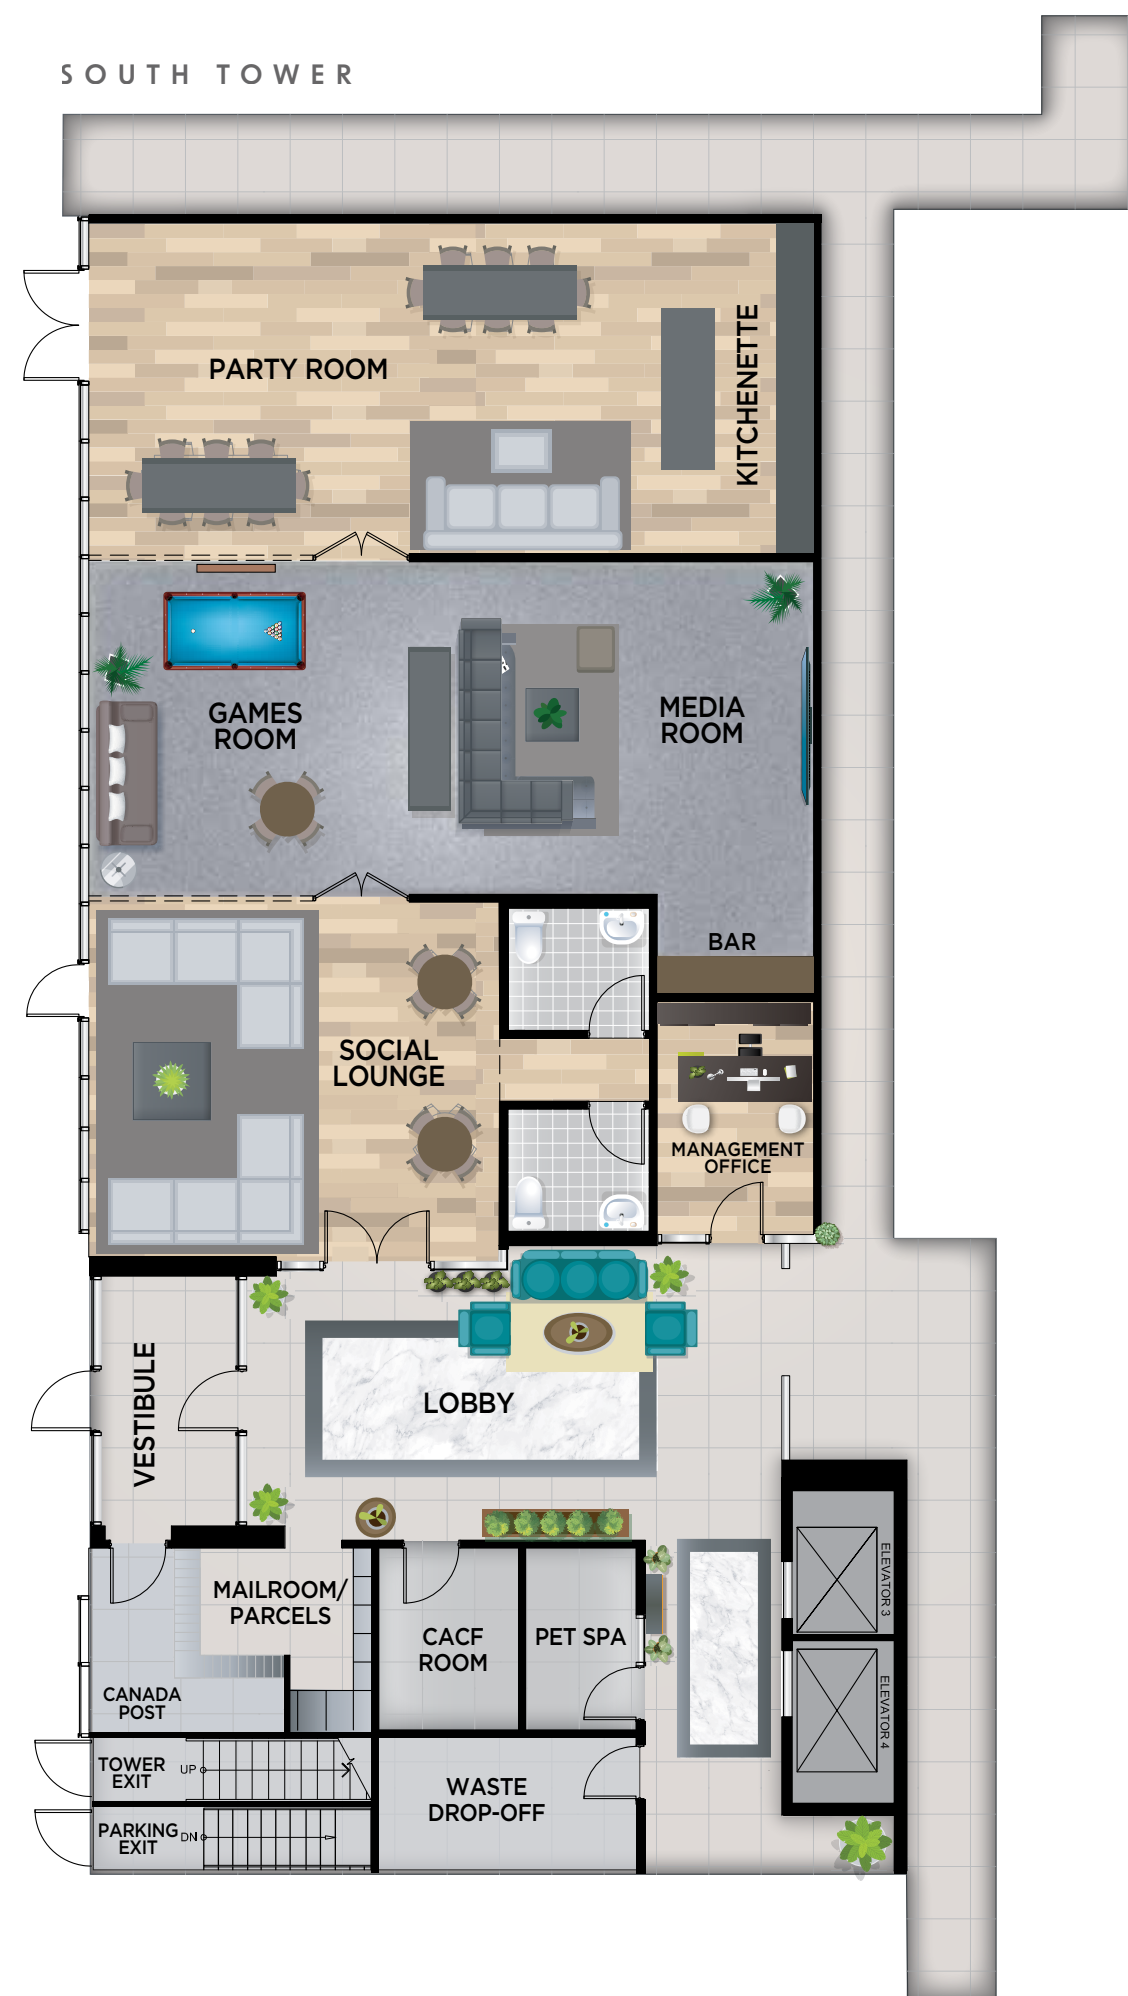 SOUTH TOWER
PARTY ROOM
KITCHENETTE
GAMES
ROOM
MEDIA
ROOM
BAR
SOCIAL
LOUNGE
MANAGEMENT
OFFICE
VESTIBULE
LOBBY
MAILROOM/
PARCELS
CACF
ROOM
PET SPA
ELEVATOR 3
ELEVATOR 4
CANADA
POST
TOWER
EXIT
UP
WASTE
DROP-OFF
PARKING
EXIT
DN